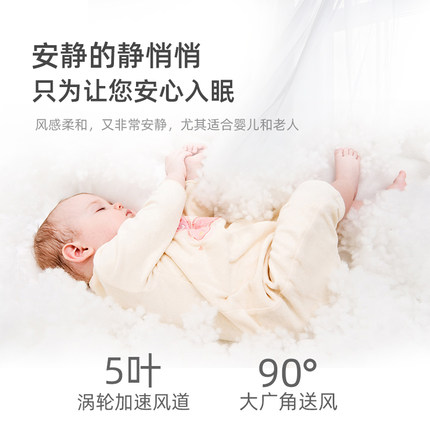 安静的静悄悄
只为让您安心入眠
风感柔和，又非常安静，尤其适合婴儿和老人
5叶
90°
涡轮加速风道
大广角送风